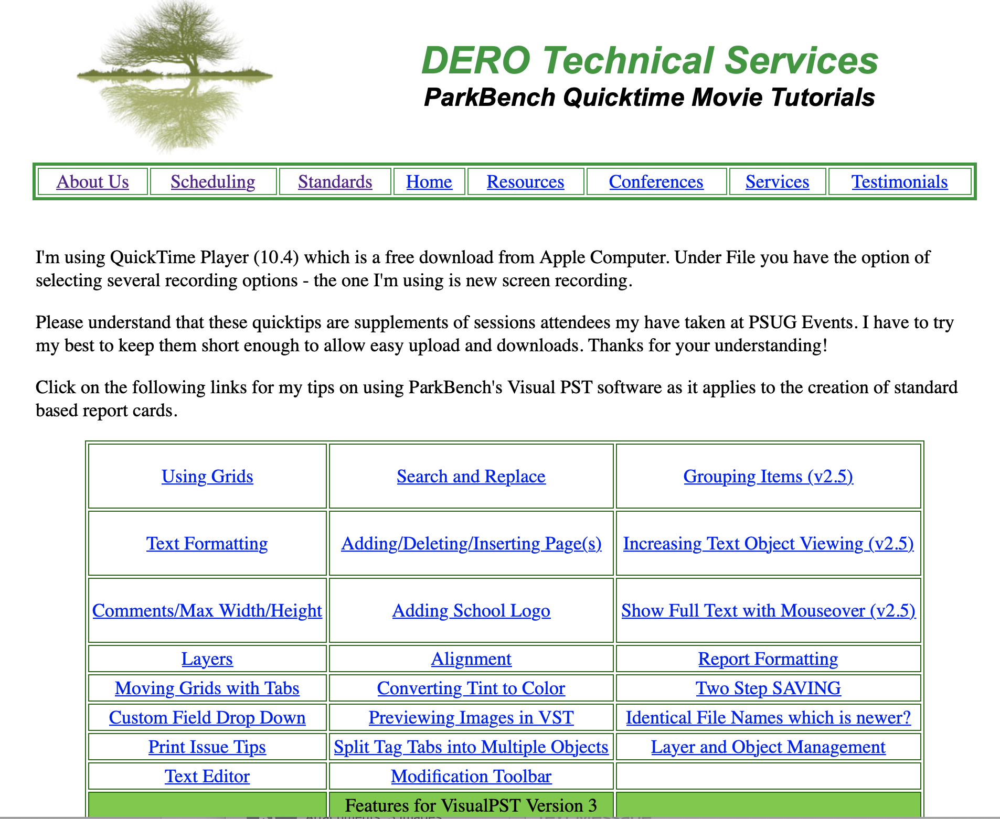 DERO Technical Services
ParkBench Quicktime Movie Tutorials
About Us Scheduling Standards Home Resources Conferences Services Testimonials
I'm using QuickTime Player (10.4) which is a free download from Apple Computer. Under File you have the option of
selecting several recording options - the one I'm using is new screen recording.
Please understand that these quicktips are supplements of sessions attendees my have taken at PSUG Events. I have to try
my best to keep them short enough to allow easy upload and downloads. Thanks for your understanding!
Click on the following links for my tips on using ParkBench's Visual PST software as it applies to the creation of standard
based report cards.
Using Grids Search and Replace Grouping Items (v2.5)
Text Formatting Adding/Deleting/Inserting Page(s) Increasing Text Object Viewing (v2.5)
Comments/Max Width/Height Adding School Logo Show Full Text with Mouseover (v2.5)
Layers Alignment Report Formatting
Moving Grids with Tabs Converting Tint to Color Two Step SAVING
Custom Field Drop Down Previewing Images in VST Identical File Names which is newer?
Print Issue Tips Split Tag Tabs into Multiple Objects Layer and Object Management
Text Editor Modification Toolbar
Features for VisualPST Version 3